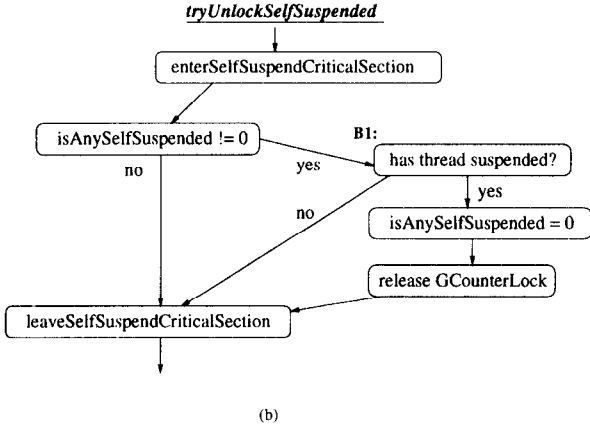 tryUnlockSelfSuspended
enterSelfSuspendCriticalSection
isAnySelfSuspended != 0
B1:
has thread suspended?
no
yes
yes
no
isAnySelfSuspended = 0
release GCounterLock
leaveSelfSuspendCriticalSection
(b)